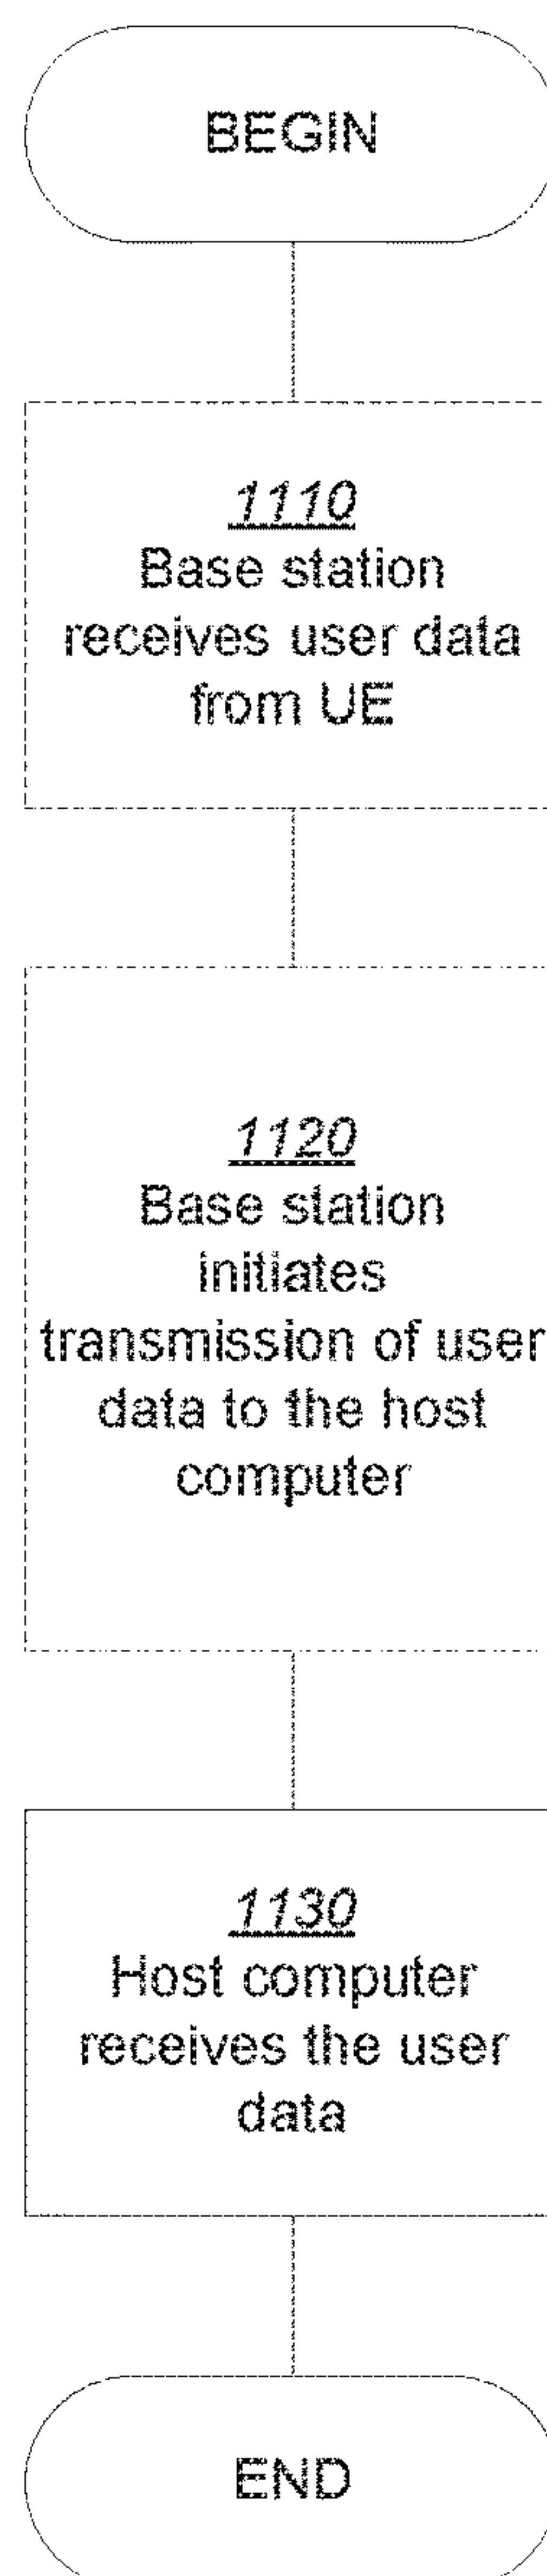 BEGIN
1110
Base station
receives user data
from UE
1120
Base station
initiates
transmission of user
data to the host
computer
1130
Host computer
receives the user
data
END